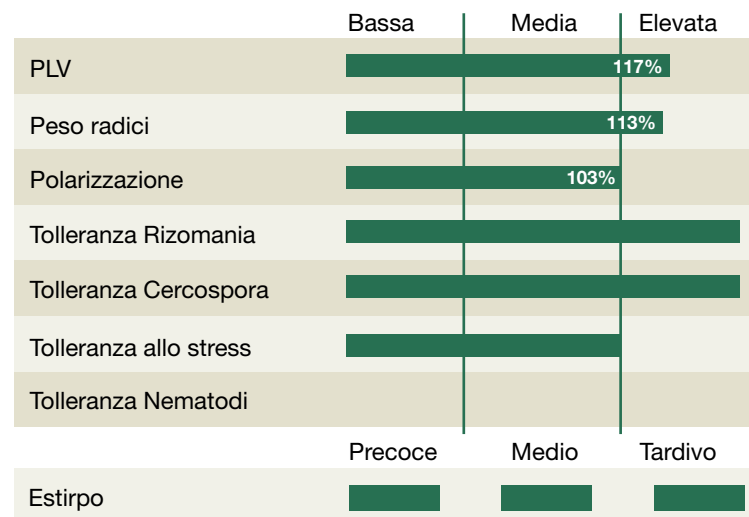 Bassa Media Elevata
PLV 117%
Peso radici 113%
Polarizzazione 103%
Tolleranza Rizomania
Tolleranza Cercospora
Tolleranza allo stress
Tolleranza Nematodi
Precoce Medio Tardivo
Estirpo